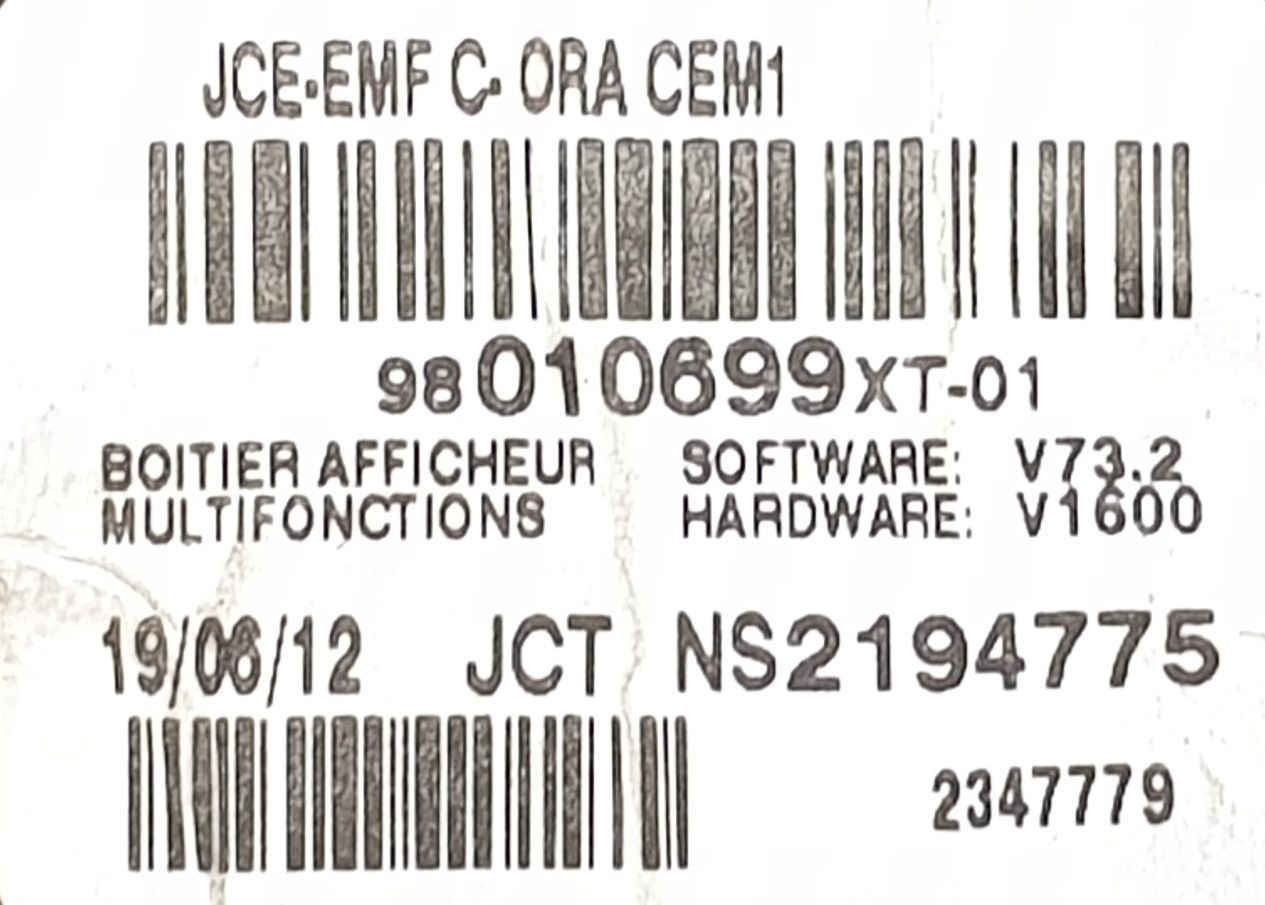 JCE-EMF C- ORA CEM1
98010699XT-01
BOITIER AFFICHEUR SOFTWARE: V73.2
MULTIFONCTIONS HARDWARE: V1600
19/06/12 JCT NS2194775
2347779